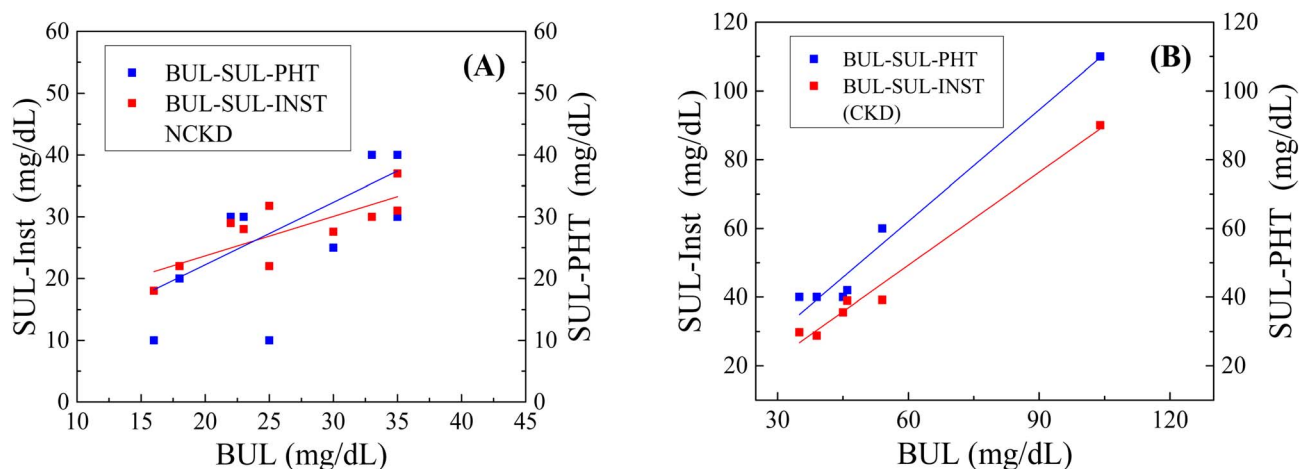 (A)
BUL-SUL-PHT
BUL-SUL-INST
NCKD
SUL-Inst (mg/dL)
60
50
40
30
20
10
0
10 15 20 25 30 35 40 45
BUL (mg/dL)
60
50
40
30
20
10
0
SUL-PHT (mg/dL)
(B)
BUL-SUL-PHT
BUL-SUL-INST
(CKD)
SUL-Inst (mg/dL)
120
100
80
60
40
20
30 60 90 120
BUL (mg/dL)
120
100
80
60
40
20
SUL-PHT (mg/dL)